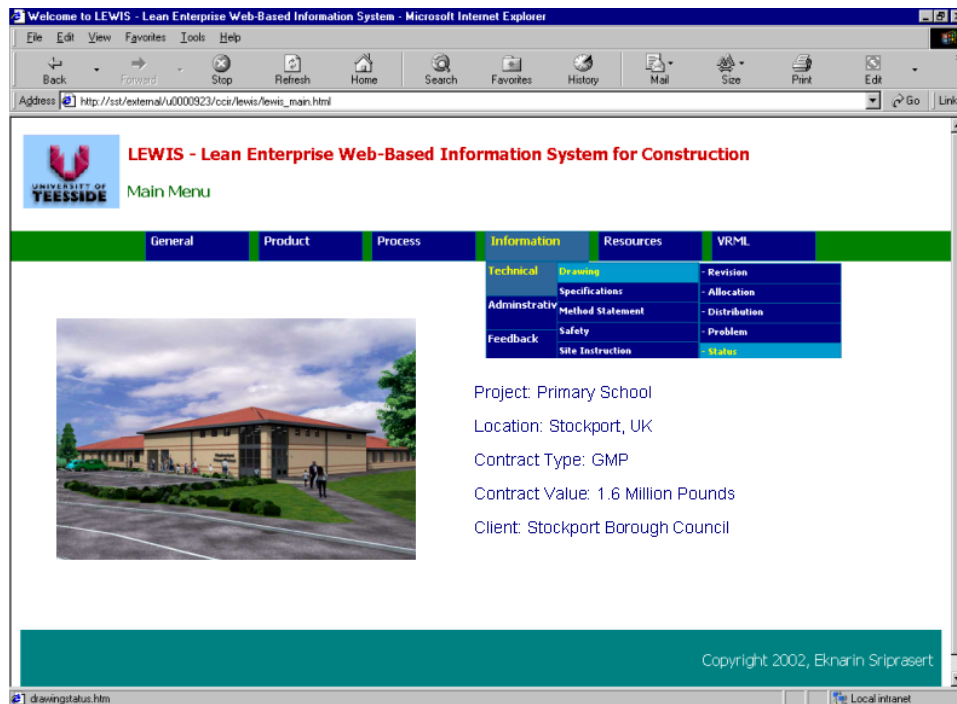 Welcome to LEWIS - Lean Enterprise Web-Based Information System - Microsoft Internet Explorer
File Edit View Favorites Tools Help
Back Forward Stop Refresh Home Search Favorites History Mail Size Print Edit
Address http://sst/external/u0000923/ccir/lewis/lewis_main.html Go Link
LEWIS - Lean Enterprise Web-Based Information System for Construction
UNIVERSITY OF
TEESSIDE
Main Menu
General Product Process Information Resources VRML
Technical Drawing - Revision
Specifications - Allocation
Adminstrativ Method Statement - Distribution
Feedback Safety - Problem
Site Instruction - Status
Project: Primary School
Location: Stockport, UK
Contract Type: GMP
Contract Value: 1.6 Million Pounds
Client: Stockport Borough Council
Copyright 2002, Eknarin Sriprasert
drawingstatus.htm Local intranet